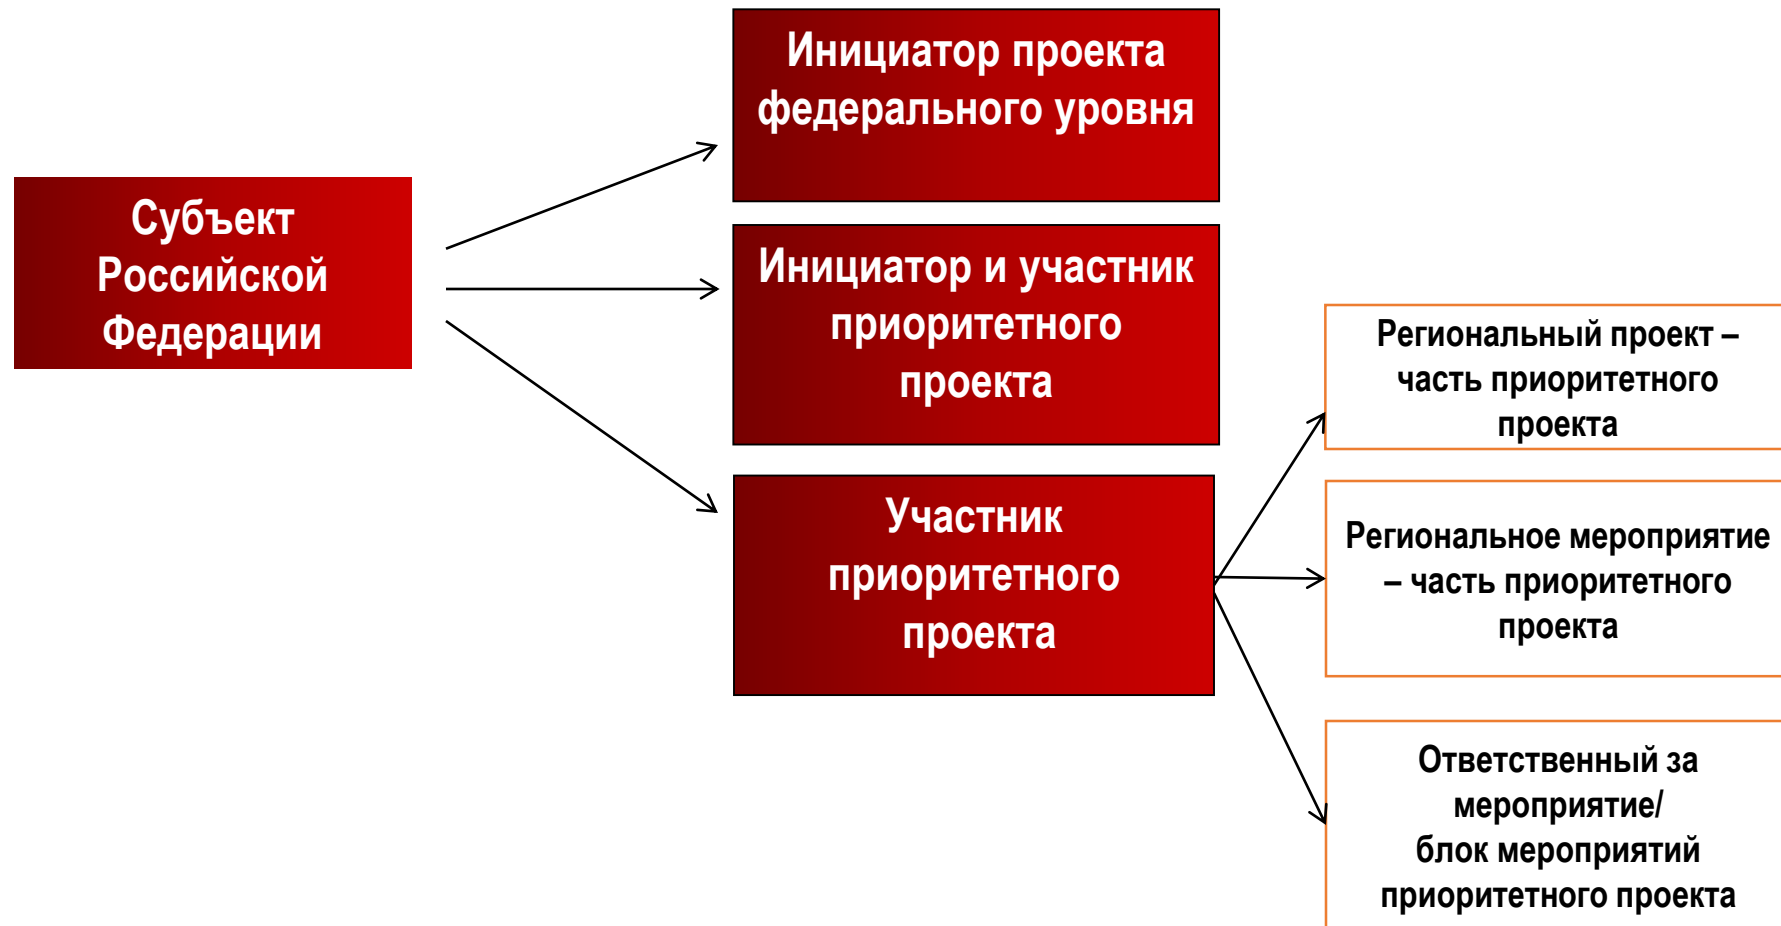 Инициатор проекта
федерального уровня
Субъект
Российской
Федерации
Инициатор и участник
приоритетного
проекта
Участник
приоритетного
проекта
Региональный проект –
часть приоритетного
проекта
Региональное мероприятие
– часть приоритетного
проекта
Ответственный за
мероприятие/
блок мероприятий
приоритетного проекта